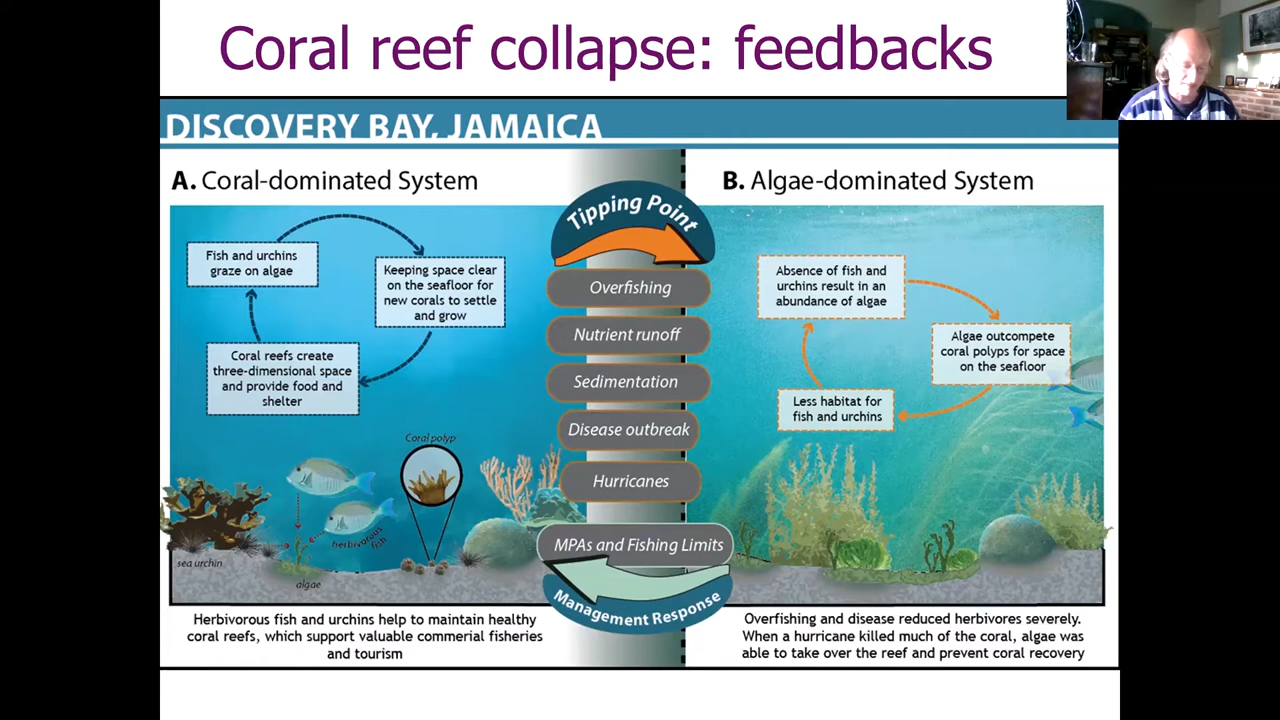 Coral reef collapse: feedbacks
DISCOVERY BAY, JAMAICA
A. Coral-dominated System
Fish and urchins
graze on algae
Keeping space clear
on the seafloor for
new corals to settle
and grow
Coral reefs create
three-dimensional space
and provide food and
shelter
Coral polyp
herbivorous
fish
sea urchin
algae
Herbivorous fish and urchins help to maintain healthy
coral reefs, which support valuable commerial fisheries
and tourism
Tipping Point
Overfishing
Nutrient runoff
Sedimentation
Disease outbreak
Hurricanes
MPAs and Fishing Limits
Management Response
B. Algae-dominated System
Absence of fish and
urchins result in an
abundance of algae
Algae outcompete
coral polyps for space
on the seafloor
Less habitat for
fish and urchins
Overfishing and disease reduced herbivores severely.
When a hurricane killed much of the coral, algae was
able to take over the reef and prevent coral recovery